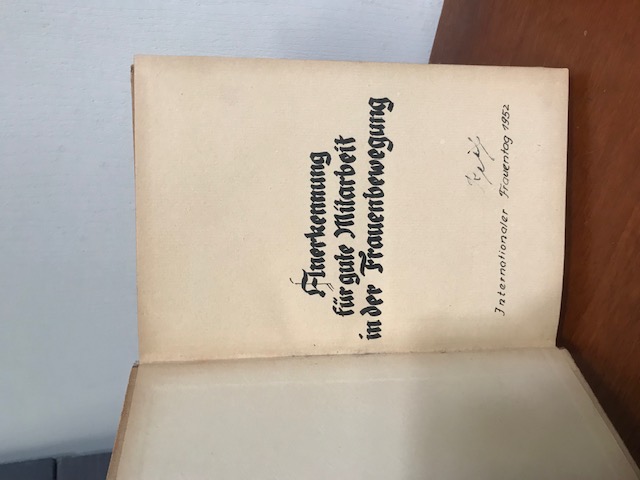 Anerkennung
für gute Mitarbeit
in der Frauenbewegung
Internationaler Frauentag 1952